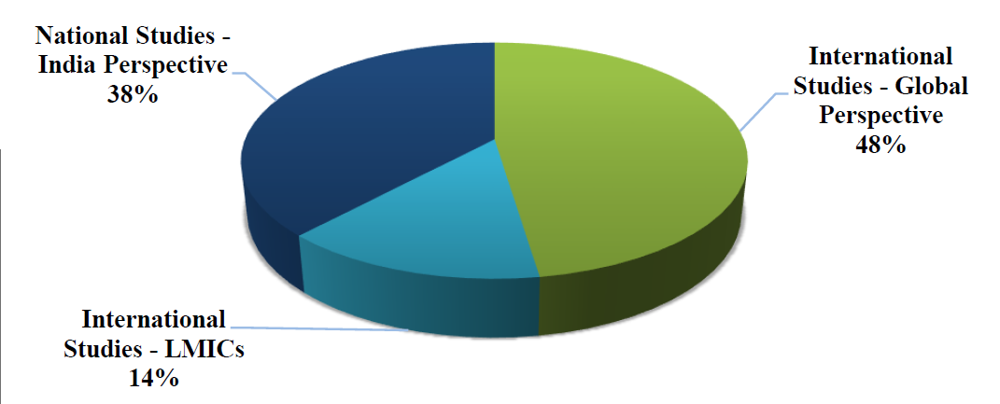 National Studies -
India Perspective
38%
International
Studies - Global
Perspective
48%
International
Studies - LMICs
14%